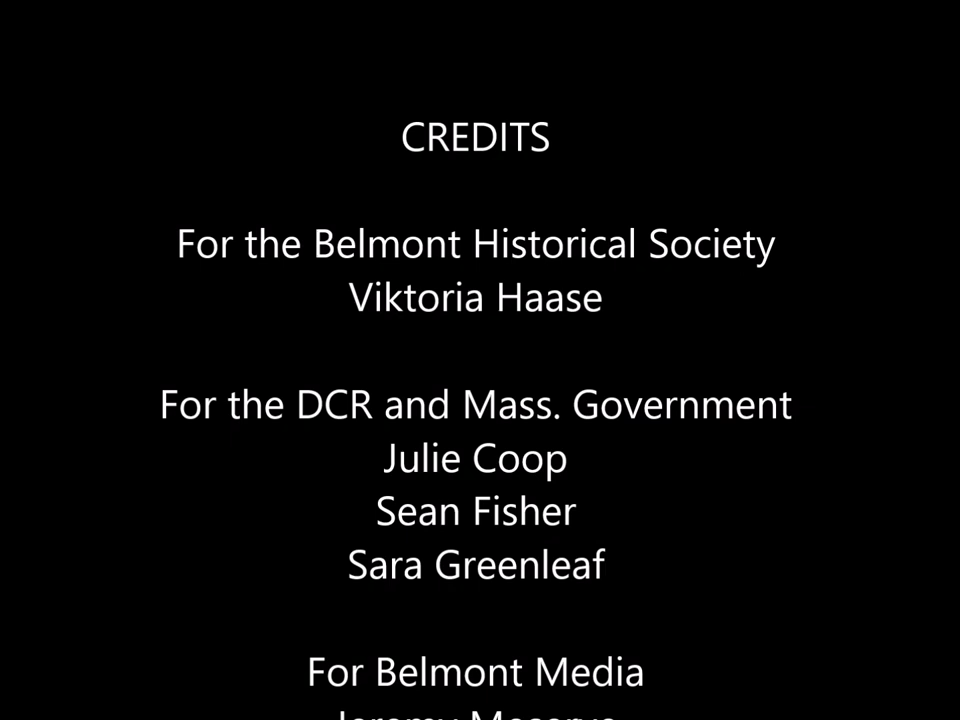 CREDITS
For the Belmont Historical Society
Viktoria Haase
For the DCR and Mass. Government
Julie Coop
Sean Fisher
Sara Greenleaf
For Belmont Media